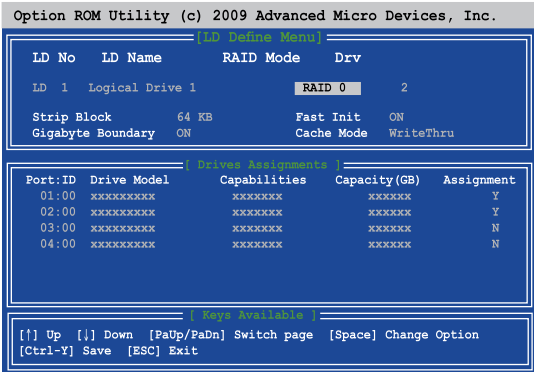 Option ROM Utility (c) 2009 Advanced Micro Devices, Inc.
[LD Define Menu]
LD No LD Name RAID Mode Drv
LD 1 Logical Drive 1 RAID 0 2
Strip Block 64 KB Fast Init ON
Gigabyte Boundary ON Cache Mode WriteThru
[ Drives Assignments ]
Port:ID Drive Model Capabilities Capacity(GB) Assignment
01:00 xxxxxxxxx xxxxxxx xxxxxx Y
02:00 xxxxxxxxx xxxxxxx xxxxxx Y
03:00 xxxxxxxxx xxxxxxx xxxxxx N
04:00 xxxxxxxxx xxxxxxx xxxxxx N
[ Keys Available ]
[↑] Up [↓] Down [PaUp/PaDn] Switch page [Space] Change Option
[Ctrl-Y] Save [ESC] Exit